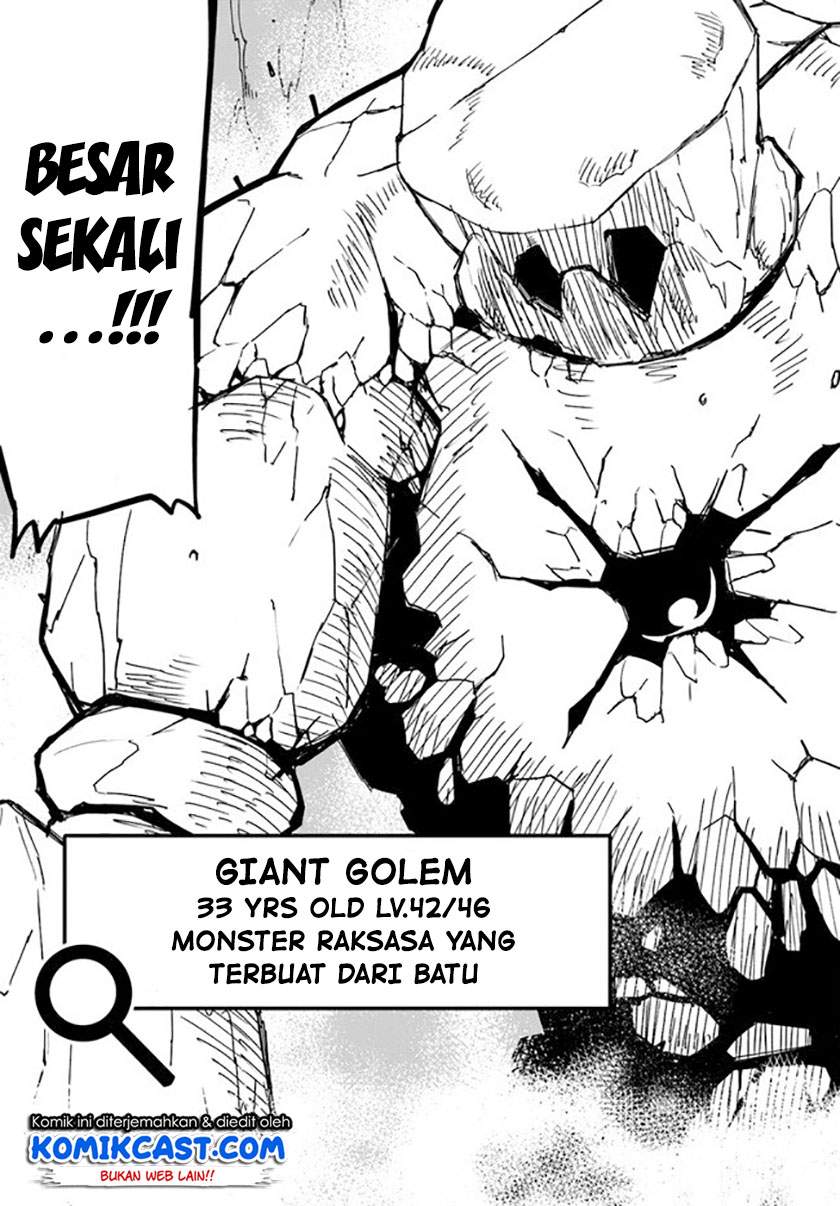 BESAR
SEKALI
...!!!
GIANT GOLEM
33 YRS OLD LV.42/46
MONSTER RAKSASA YANG
TERBUAT DARI BATU
Komik ini diterjemahkan & diedit oleh
KOMIKCAST.COM
BUKAN WEB LAIN!!